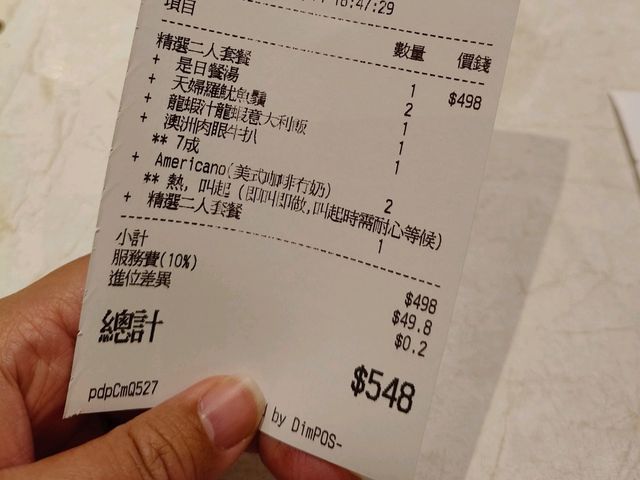 18:47:29
項目 數量 價錢
精選二人套餐 1 $498
+ 是日餐湯 2
+ 天婦羅魷魚鬚 1
+ 龍蝦汁龍蝦意大利飯 1
+ 澳洲肉眼牛扒 1
** 7成
+ Americano(美式咖啡冇奶) 2
** 熱, 叫起 (即叫即做,叫起時需耐心等候)
+ 精選二人套餐 1
小計 $498
服務費(10%) $49.8
進位差異 $0.2
總計 $548
pdpCmQ527
by DimPOS-